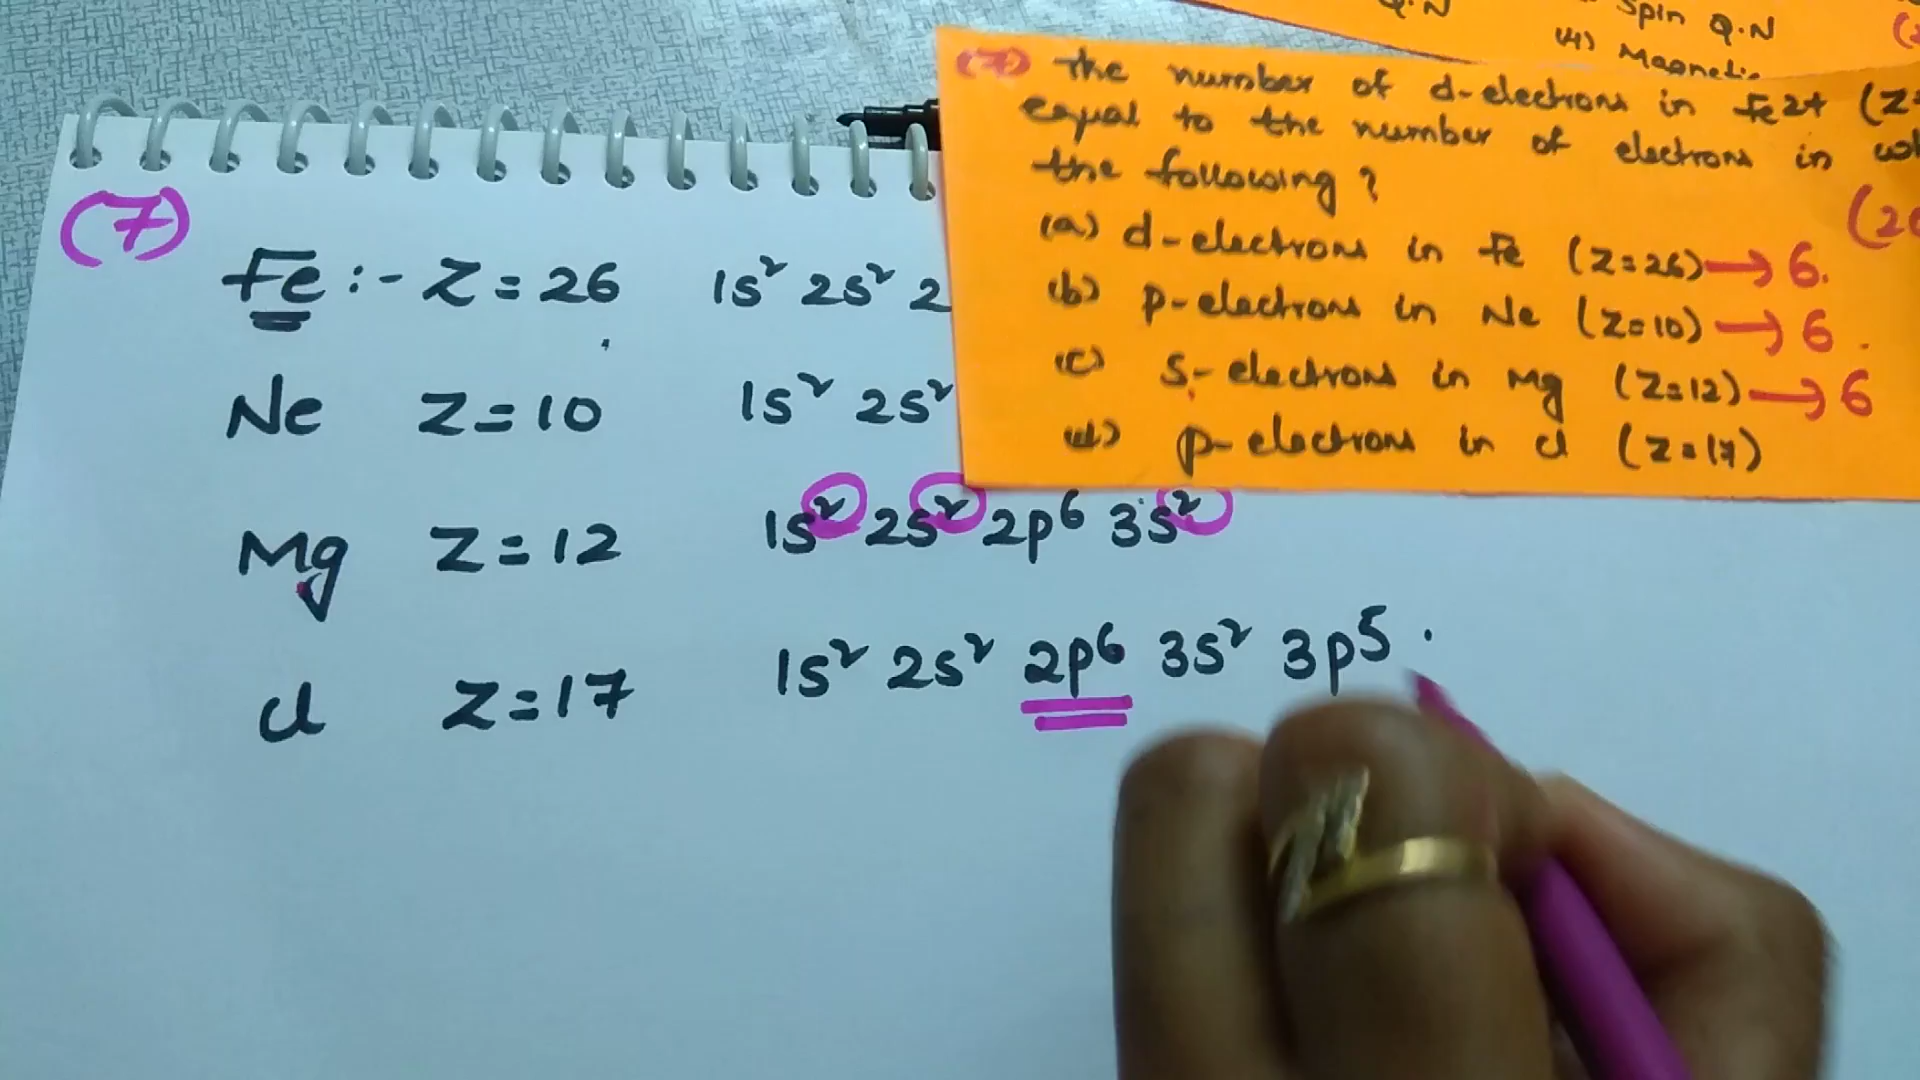 Q.N
Spin Q.N
(4) Magnetic
(7) The number of d-electrons in Fe2+ (Z=
equal to the number of electrons in
the following ?
(20
(a) d-electrons in Fe (Z=26) → 6.
(b) p-electrons in Ne (Z=10) → 6.
(c) s-electrons in Mg (Z=12) → 6
(d) p-electrons in Cl (Z=17)
(7)
Fe :- Z = 26 1s² 2s² 2
Ne Z = 10 1s² 2s²
Mg Z = 12 1s² 2s² 2p⁶ 3s²
Cl Z = 17 1s² 2s² 2p⁶ 3s² 3p⁵ .